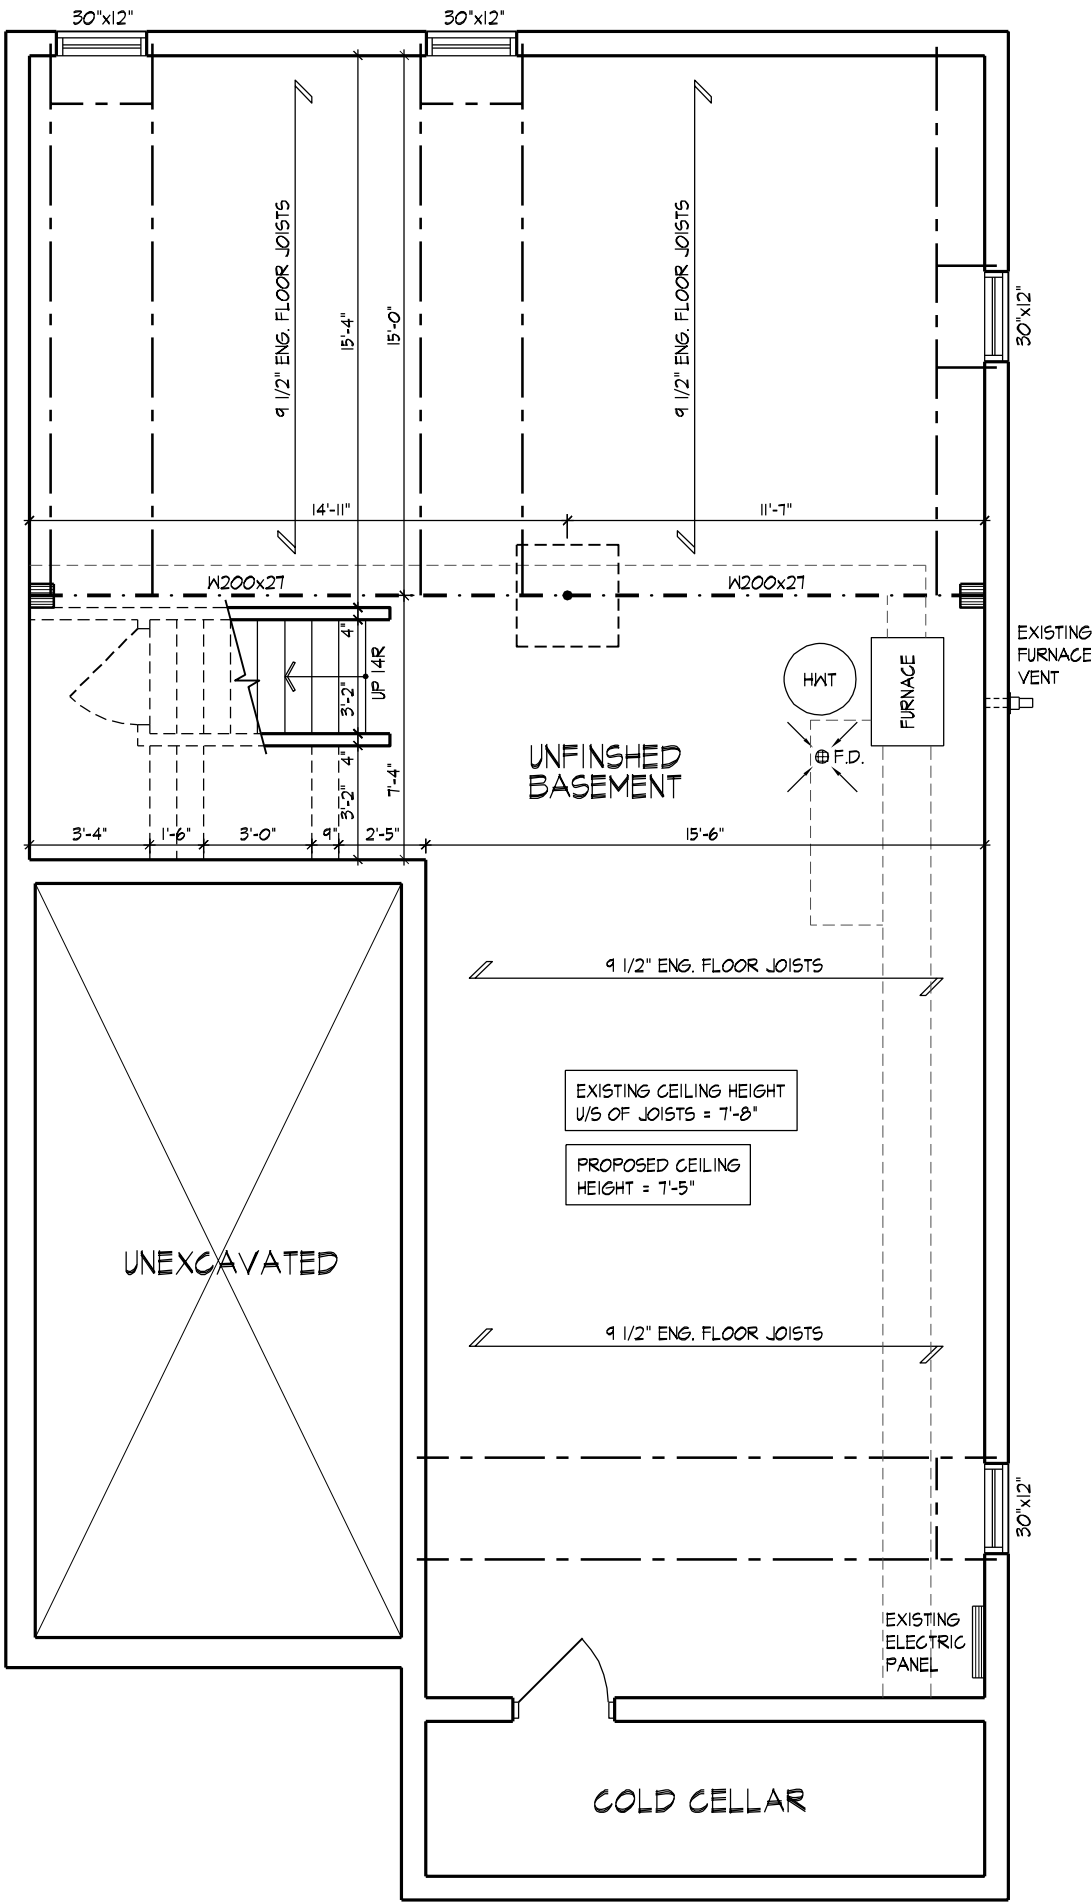 30"x12"
30"x12"
9 1/2" ENG. FLOOR JOISTS
15'-4"
15'-0"
9 1/2" ENG. FLOOR JOISTS
30"x12"
14'-11"
11'-7"
W200x27
W200x27
4"
UP 14R
3'-2"
4"
3'-2"
7'-4"
HWT
FURNACE
EXISTING
FURNACE
VENT
F.D.
UNFINSHED
BASEMENT
3'-4"
1'-6"
3'-0"
9"
2'-5"
15'-6"
9 1/2" ENG. FLOOR JOISTS
EXISTING CEILING HEIGHT
U/S OF JOISTS = 7'-8"
PROPOSED CEILING
HEIGHT = 7'-5"
UNEXCAVATED
9 1/2" ENG. FLOOR JOISTS
30"x12"
EXISTING
ELECTRIC
PANEL
COLD CELLAR